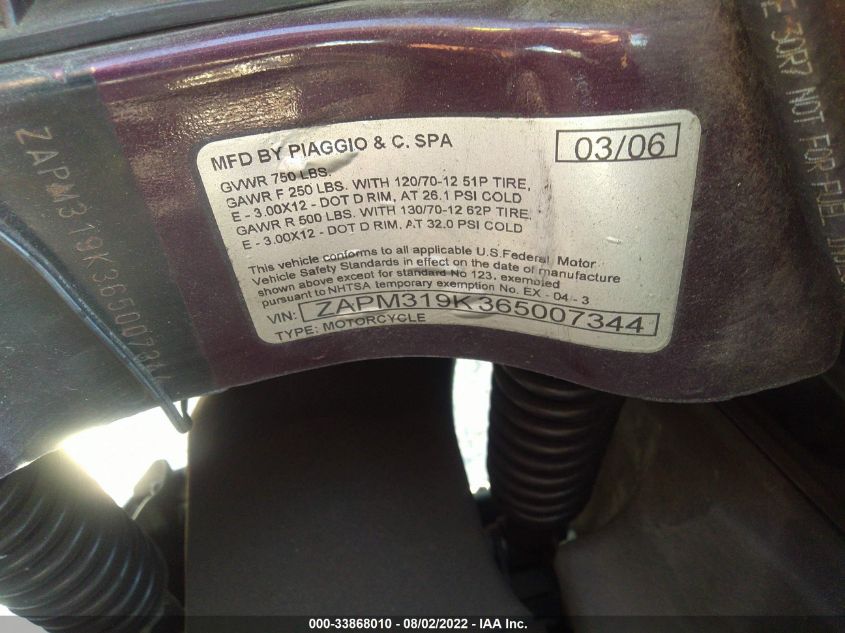 MFD BY PIAGGIO & C. SPA
03/06
GVWR 750 LBS.
GAWR F 250 LBS. WITH 120/70-12 51P TIRE,
E - 3.00X12 - DOT D RIM, AT 26.1 PSI COLD
GAWR R 500 LBS. WITH 130/70-12 62P TIRE,
E - 3.00X12 - DOT D RIM, AT 32.0 PSI COLD
This vehicle conforms to all applicable U.S.Federal Motor
Vehicle Safety Standards in effect on the date of manufacture
shown above except for standard No 123, exempted
pursuant to NHTSA temporary exemption No. EX - 04 - 3
VIN: ZAPM319K365007344
TYPE: MOTORCYCLE
ZAPM319K36500734
30R7 NOT FOR FUEL
000-33868010 - 08/02/2022 - IAA Inc.